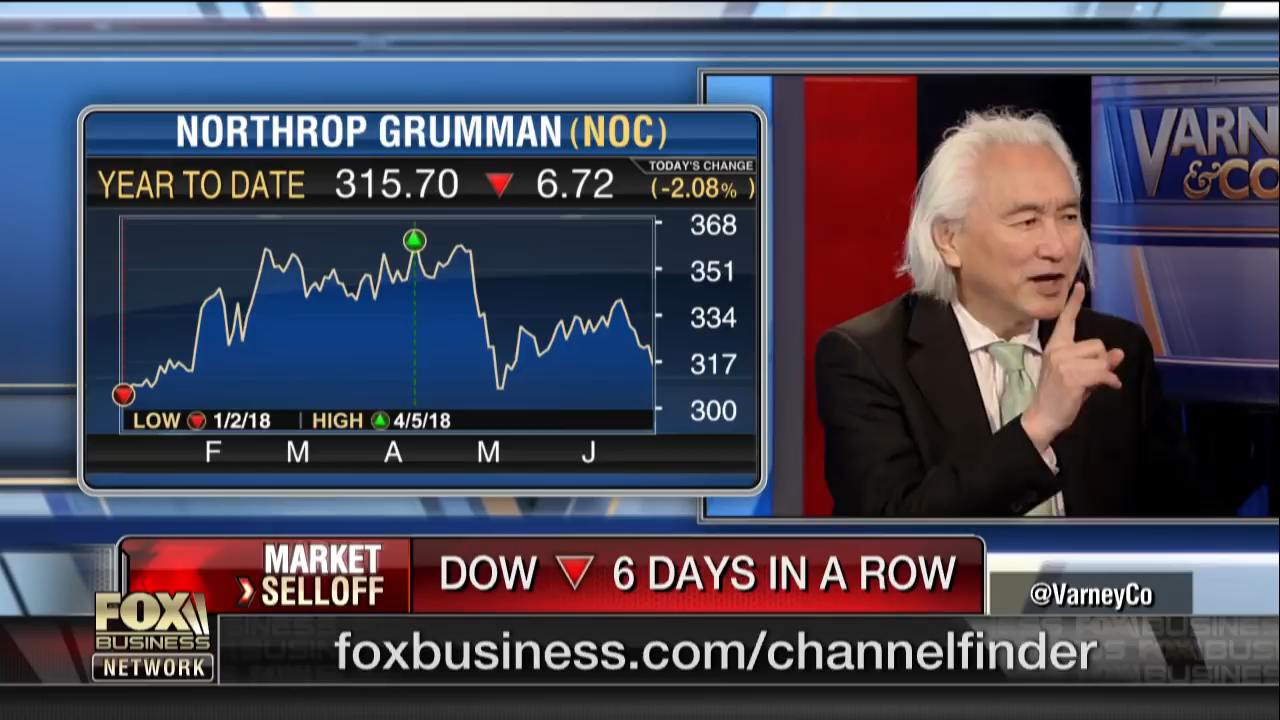 NORTHROP GRUMMAN (NOC)
TODAY'S CHANGE
YEAR TO DATE 315.70 ▼ 6.72 (-2.08%)
368
351
334
317
300
LOW ▼ 1/2/18 | HIGH ▲ 4/5/18
F M A M J
VARN
& CO
MARKET
SELLOFF
DOW ▼ 6 DAYS IN A ROW
@VarneyCo
FOX
BUSINESS
NETWORK
foxbusiness.com/channelfinder